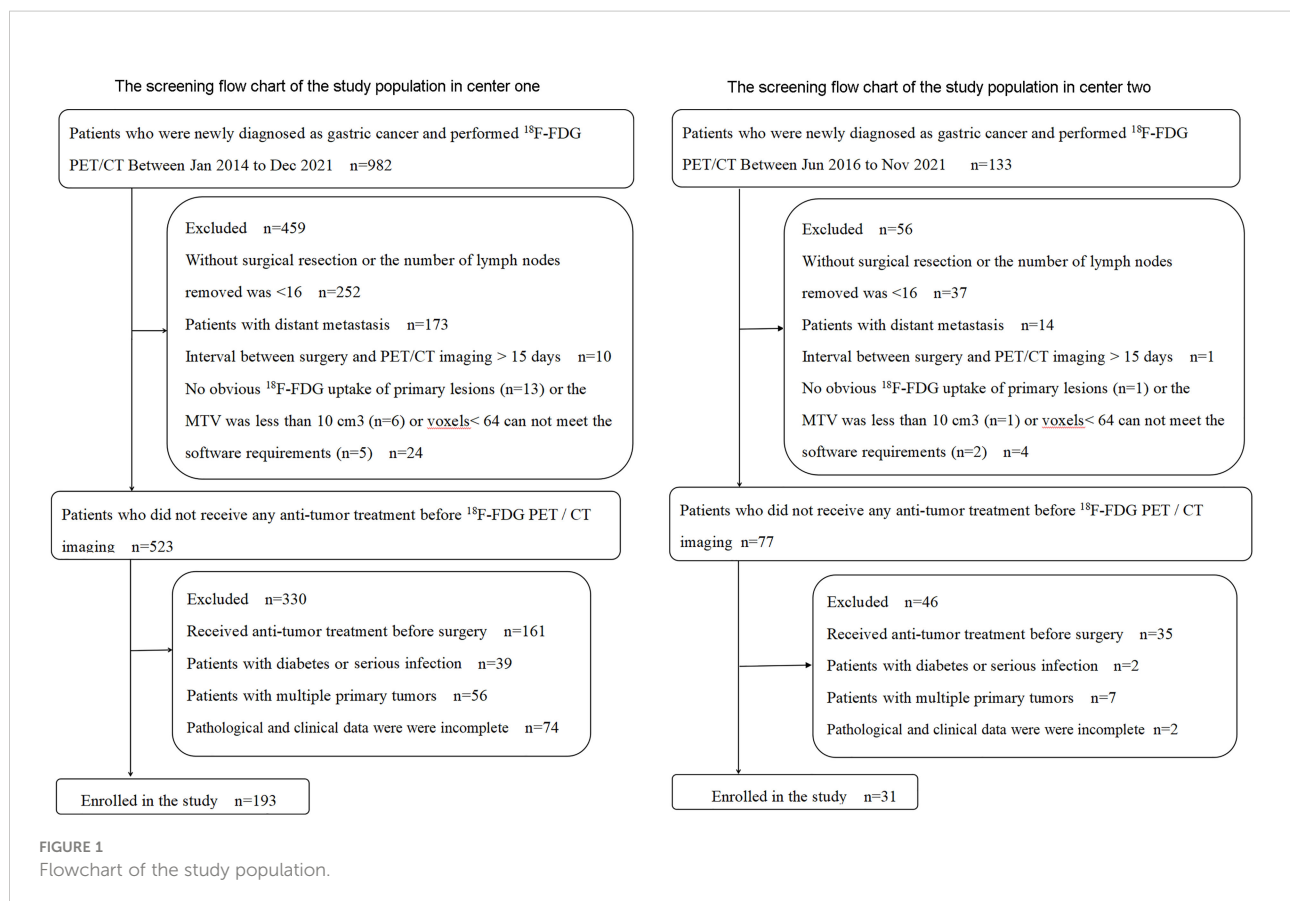 The screening flow chart of the study population in center one
Patients who were newly diagnosed as gastric cancer and performed ¹⁸F-FDG
PET/CT Between Jan 2014 to Dec 2021 n=982
Excluded n=459
Without surgical resection or the number of lymph nodes
removed was <16 n=252
Patients with distant metastasis n=173
Interval between surgery and PET/CT imaging > 15 days n=10
No obvious ¹⁸F-FDG uptake of primary lesions (n=13) or the
MTV was less than 10 cm3 (n=6) or voxels< 64 can not meet the
software requirements (n=5) n=24
Patients who did not receive any anti-tumor treatment before ¹⁸F-FDG PET / CT
imaging n=523
Excluded n=330
Received anti-tumor treatment before surgery n=161
Patients with diabetes or serious infection n=39
Patients with multiple primary tumors n=56
Pathological and clinical data were were incomplete n=74
Enrolled in the study n=193
The screening flow chart of the study population in center two
Patients who were newly diagnosed as gastric cancer and performed ¹⁸F-FDG
PET/CT Between Jun 2016 to Nov 2021 n=133
Excluded n=56
Without surgical resection or the number of lymph nodes
removed was <16 n=37
Patients with distant metastasis n=14
Interval between surgery and PET/CT imaging > 15 days n=1
No obvious ¹⁸F-FDG uptake of primary lesions (n=1) or the
MTV was less than 10 cm3 (n=1) or voxels< 64 can not meet the
software requirements (n=2) n=4
Patients who did not receive any anti-tumor treatment before ¹⁸F-FDG PET / CT
imaging n=77
Excluded n=46
Received anti-tumor treatment before surgery n=35
Patients with diabetes or serious infection n=2
Patients with multiple primary tumors n=7
Pathological and clinical data were were incomplete n=2
Enrolled in the study n=31
FIGURE 1
Flowchart of the study population.